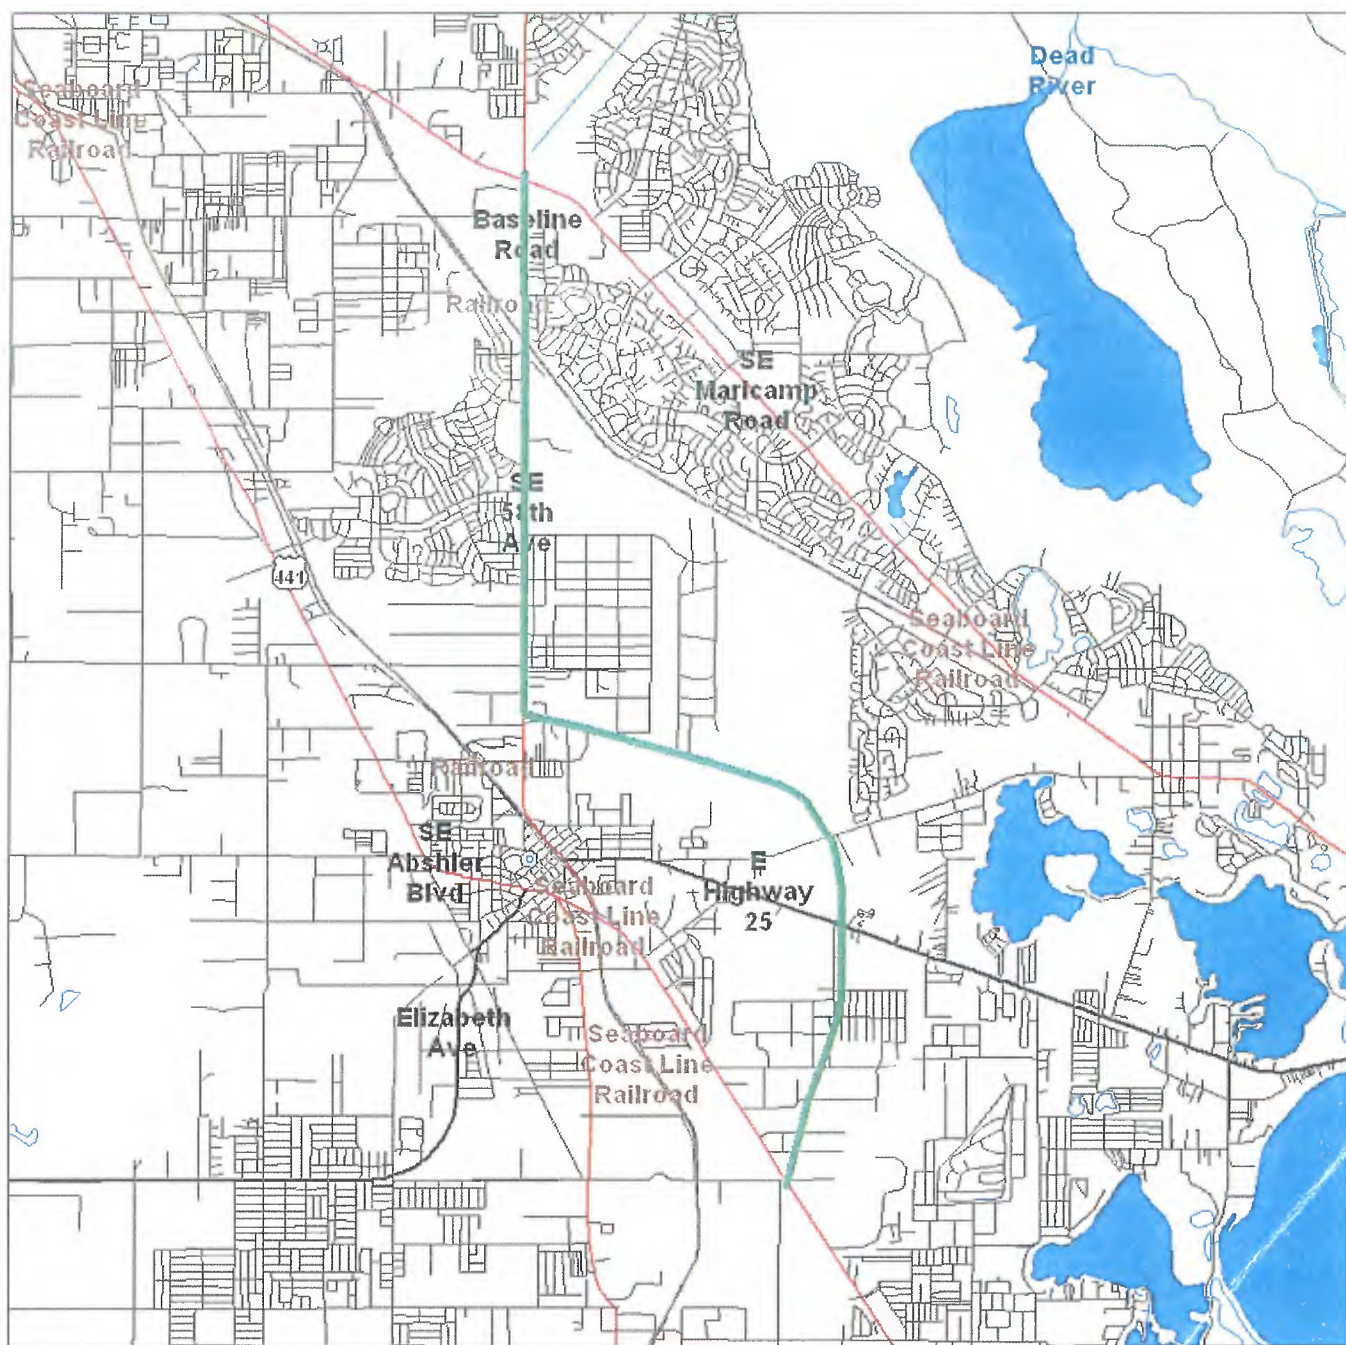 Dead
River
Seaboard
Coast Line
Railroad
Baseline
Road
Railroad
SE
Maricamp
Road
SE
58th
Ave
441
Seaboard
Coast Line
Railroad
Railroad
SE
Abshier
Blvd
E
Highway
25
Seaboard
Coast Line
Railroad
Elizabeth
Ave
Seaboard
Coast Line
Railroad